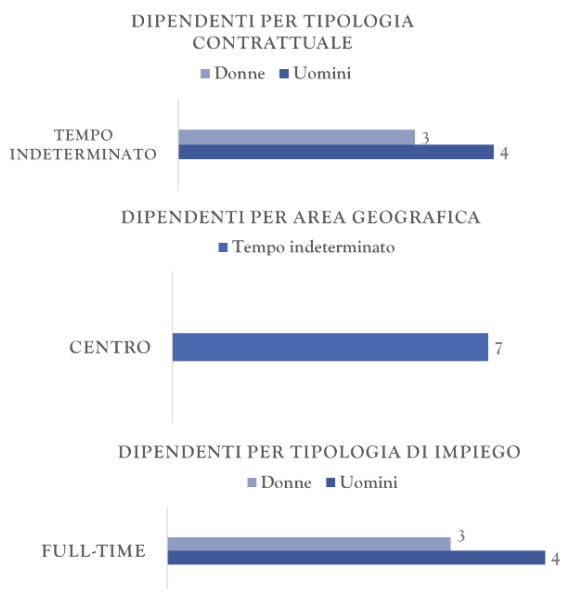 DIPENDENTI PER TIPOLOGIA
CONTRATTUALE
Donne Uomini
TEMPO
INDETERMINATO
3
4
DIPENDENTI PER AREA GEOGRAFICA
Tempo indeterminato
CENTRO
7
DIPENDENTI PER TIPOLOGIA DI IMPIEGO
Donne Uomini
FULL-TIME
3
4